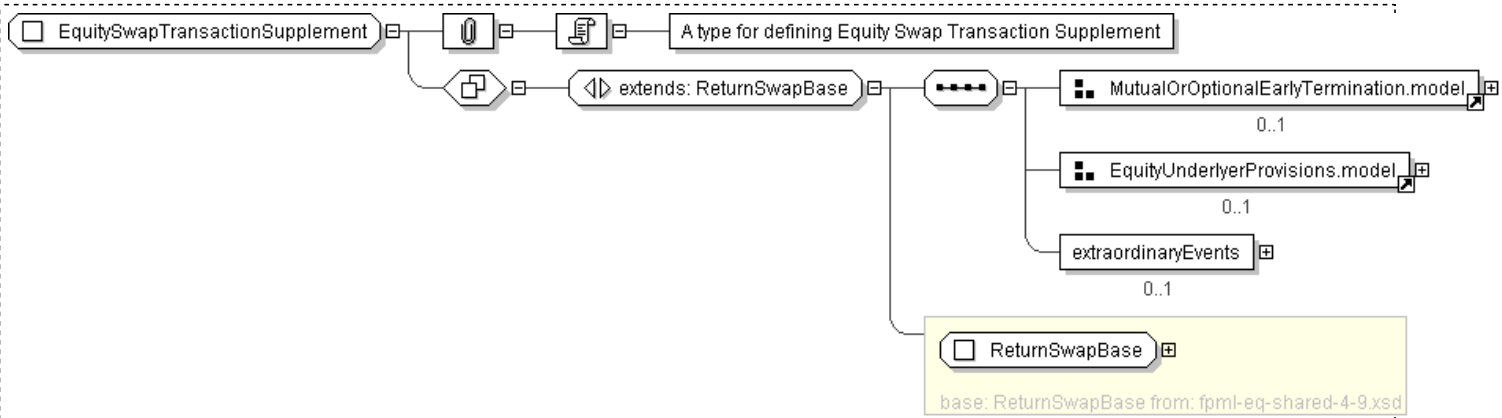 EquitySwapTransactionSupplement
A type for defining Equity Swap Transaction Supplement
extends: ReturnSwapBase
MutualOrOptionalEarlyTermination.model
0..1
EquityUnderlyerProvisions.model
0..1
extraordinaryEvents
0..1
ReturnSwapBase
base: ReturnSwapBase from: fpml-eq-shared-4-9.xsd